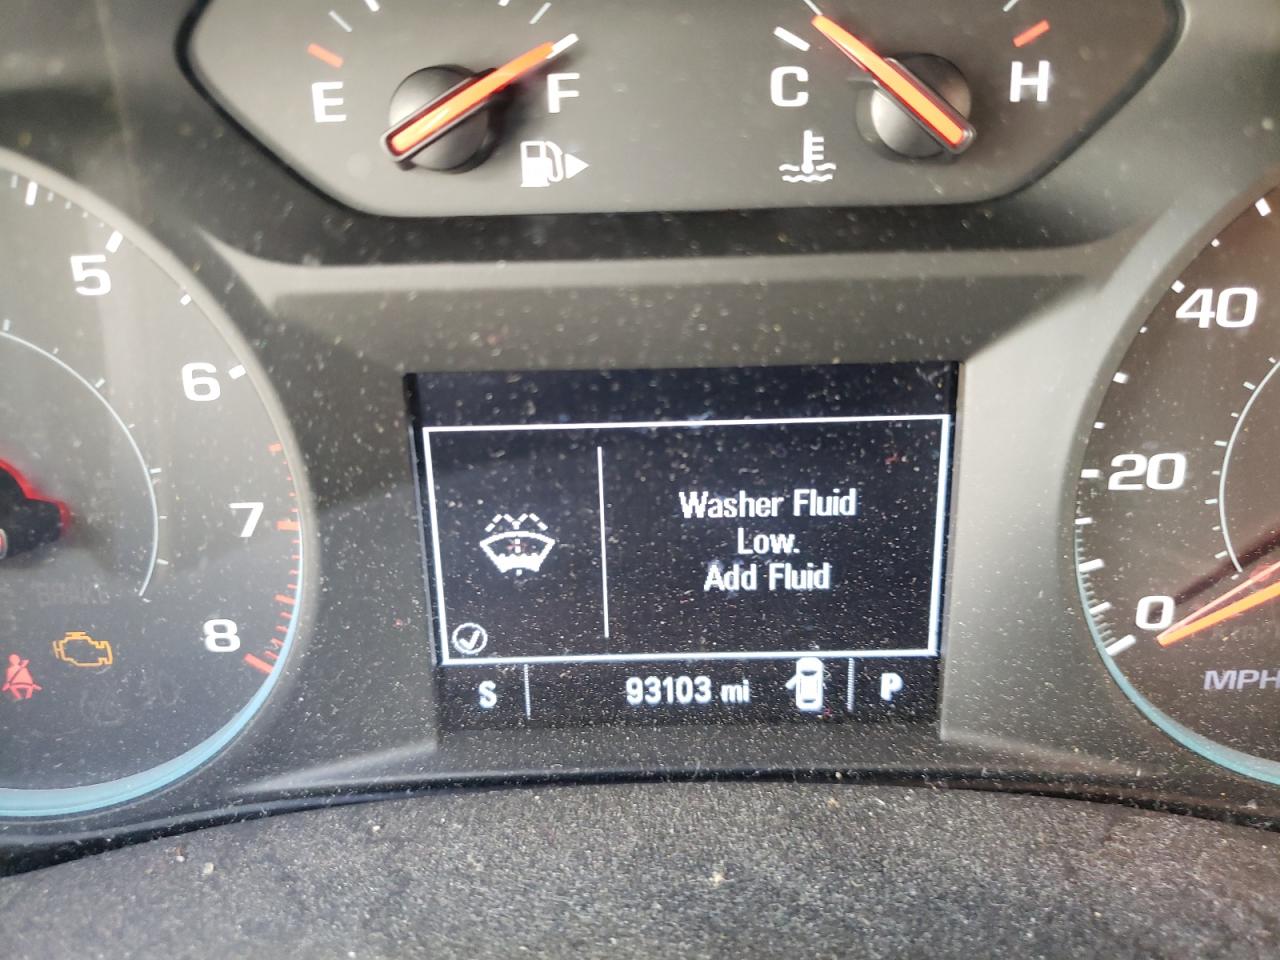 E
F
C
H
5
6
7
8
40
20
0
MPH
Washer Fluid
Low.
Add Fluid
S
93103 mi
P